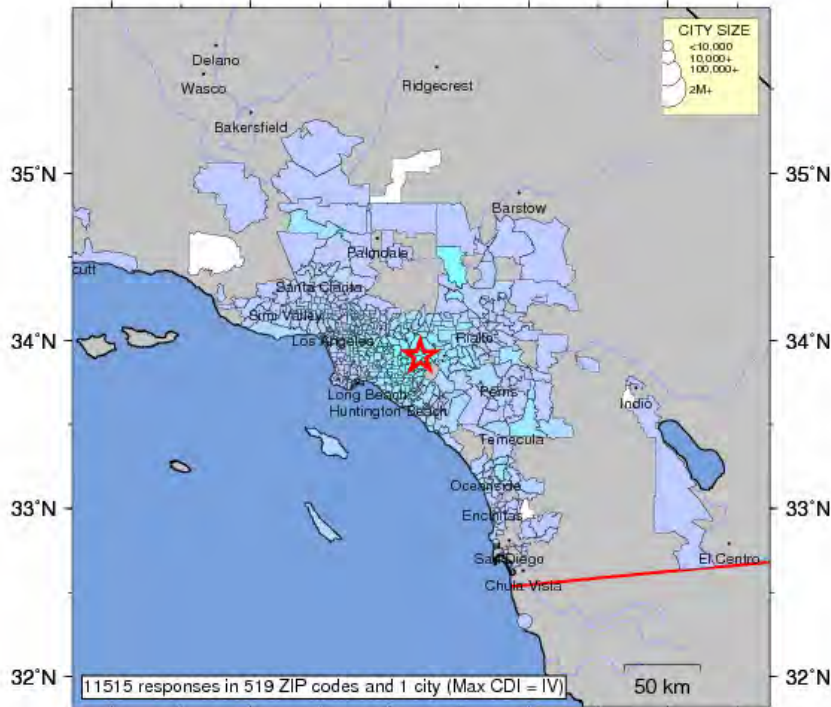 CITY SIZE
<10,000
10,000+
100,000+
2M+
Delano
Wasco
Ridgecrest
Bakersfield
35°N
35°N
Barstow
Palmdale
cutt
Santa Clarita
Simi Valley
34°N
Los Angeles
Rialto
34°N
Long Beach
Perris
Indio
Huntington Beach
Temecula
Oceanside
33°N
33°N
Encinitas
San Diego
El Centro
Chula Vista
32°N
11515 responses in 519 ZIP codes and 1 city (Max CDI = IV)
50 km
32°N